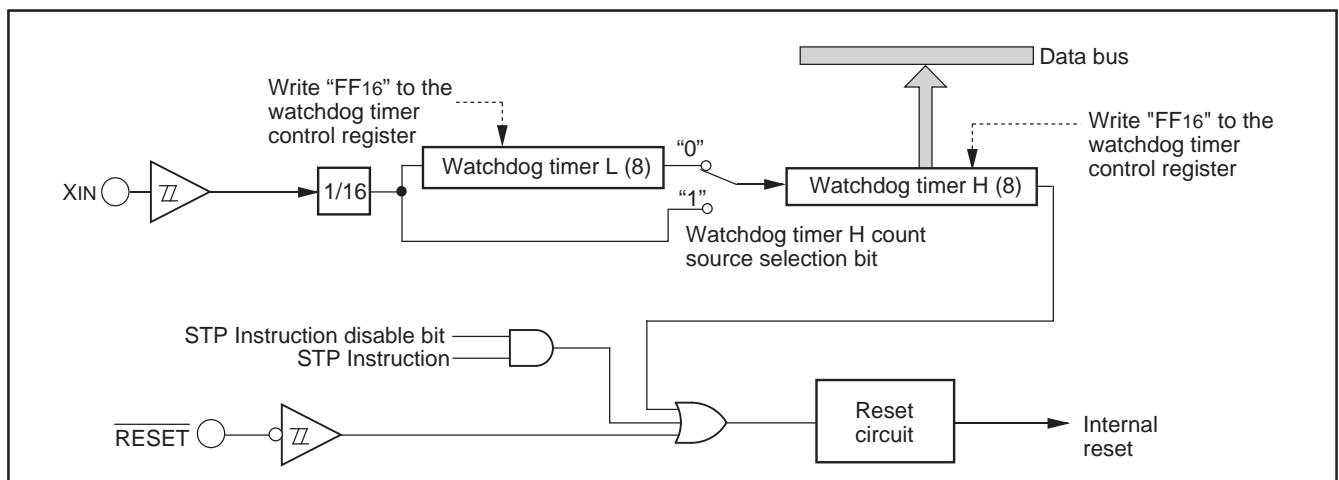 Data bus
Write “FF16” to the
watchdog timer
control register
Write "FF16" to the
watchdog timer
control register
“0”
Watchdog timer L (8)
Watchdog timer H (8)
XIN
1/16
“1”
Watchdog timer H count
source selection bit
STP Instruction disable bit
STP Instruction
RESET
Reset
circuit
Internal
reset